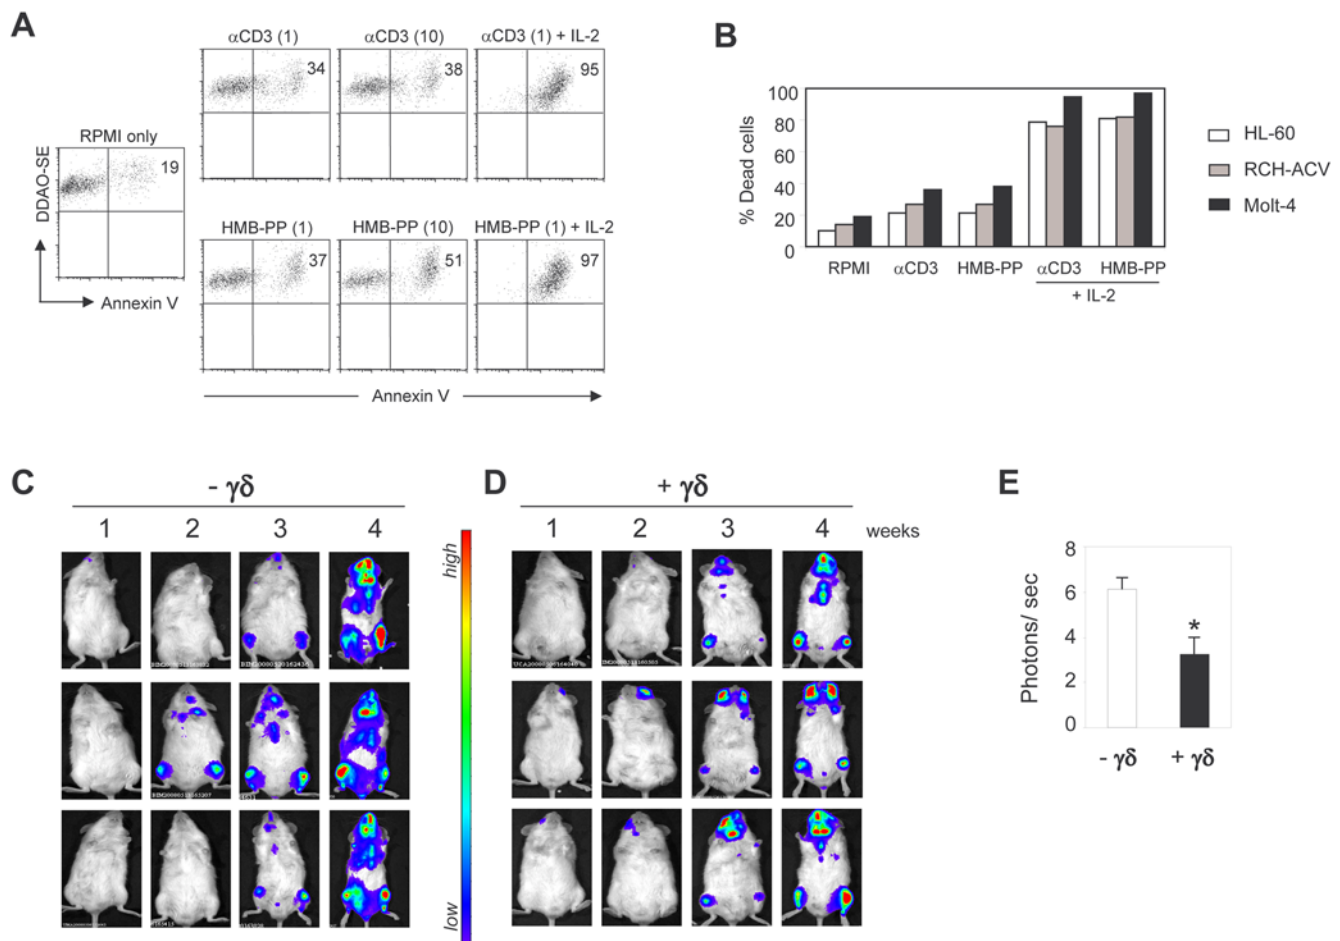 A
αCD3 (1)
αCD3 (10)
αCD3 (1) + IL-2
34
38
95
RPMI only
19
DDAO-SE
Annexin V
HMB-PP (1)
HMB-PP (10)
HMB-PP (1) + IL-2
37
51
97
Annexin V
B
100
80
60
40
20
0
% Dead cells
RPMI
αCD3
HMB-PP
αCD3
HMB-PP
+ IL-2
HL-60
RCH-ACV
Molt-4
C
- γδ
1
2
3
4
high
low
D
+ γδ
1
2
3
4
weeks
E
8
6
4
2
0
Photons/ sec
*
- γδ
+ γδ